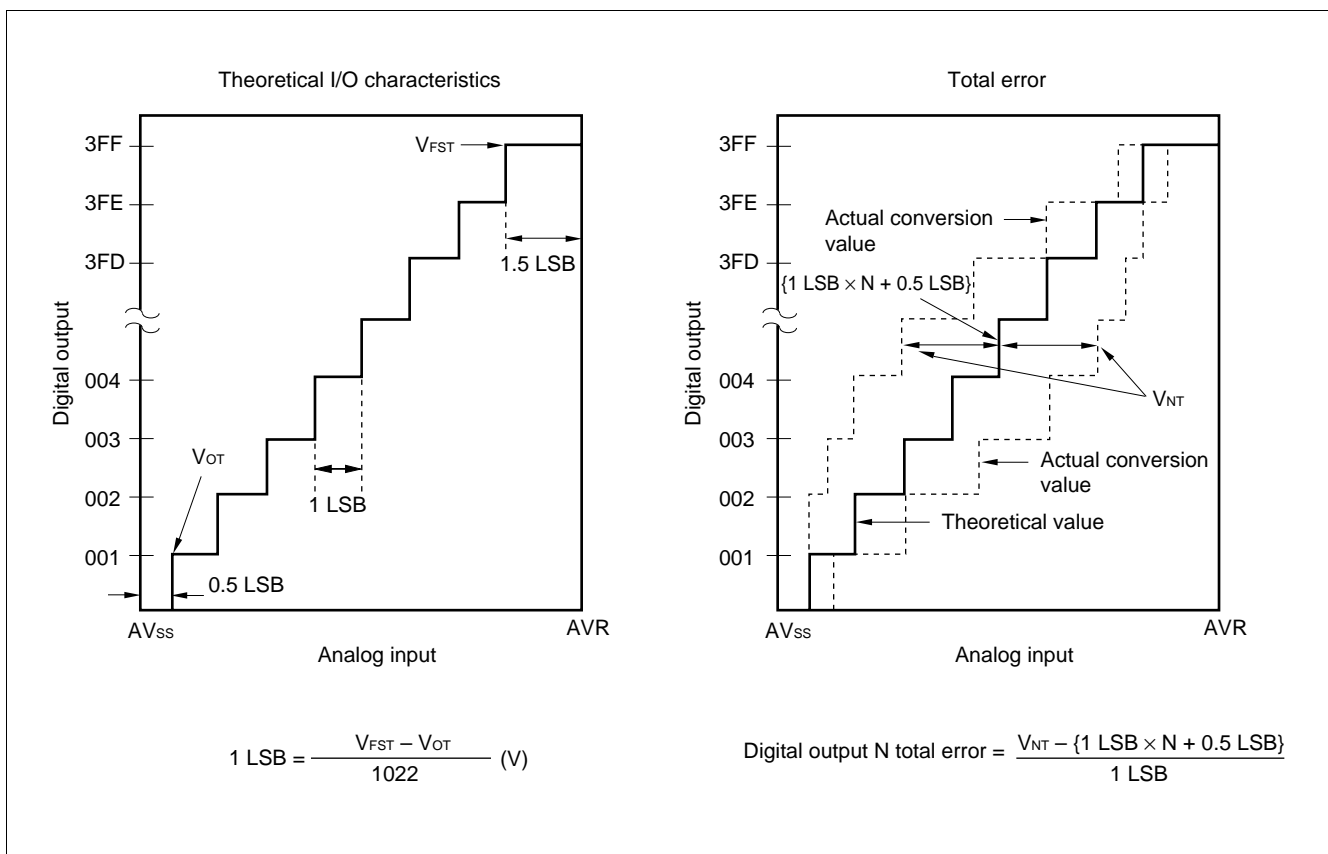 Theoretical I/O characteristics
3FF
3FE
3FD
004
003
002
001
Digital output
VFST
1.5 LSB
VOT
1 LSB
0.5 LSB
AVSS
AVR
Analog input
1 LSB = VFST – VOT / 1022 (V)
Total error
3FF
3FE
3FD
004
003
002
001
Digital output
Actual conversion
value
{1 LSB × N + 0.5 LSB}
VNT
Actual conversion
value
Theoretical value
AVSS
AVR
Analog input
Digital output N total error = VNT – {1 LSB × N + 0.5 LSB} / 1 LSB